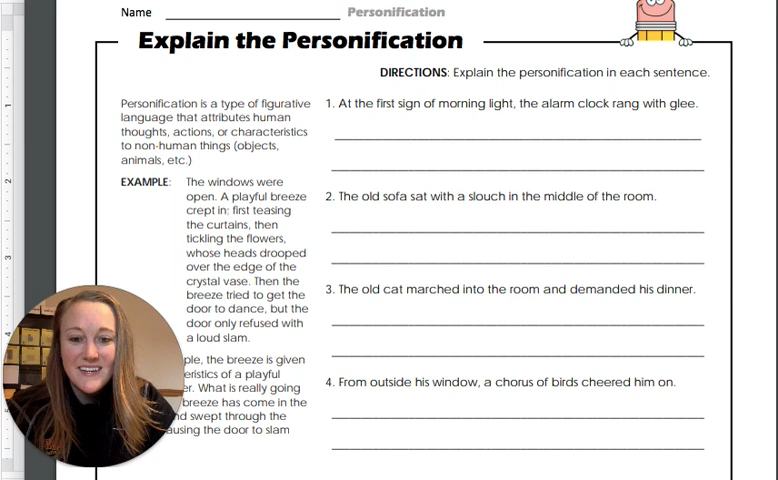 Name
Personification
Explain the Personification
DIRECTIONS: Explain the personification in each sentence.
Personification is a type of figurative
language that attributes human
thoughts, actions, or characteristics
to non-human things (objects,
animals, etc.)
EXAMPLE: The windows were
open. A playful breeze
crept in; first teasing
the curtains, then
tickling the flowers,
whose heads drooped
over the edge of the
crystal vase. Then the
breeze tried to get the
door to dance, but the
door only refused with
a loud slam.
ple, the breeze is given
eristics of a playful
er. What is really going
breeze has come in the
nd swept through the
ausing the door to slam
1. At the first sign of morning light, the alarm clock rang with glee.
2. The old sofa sat with a slouch in the middle of the room.
3. The old cat marched into the room and demanded his dinner.
4. From outside his window, a chorus of birds cheered him on.
1
2
3
4